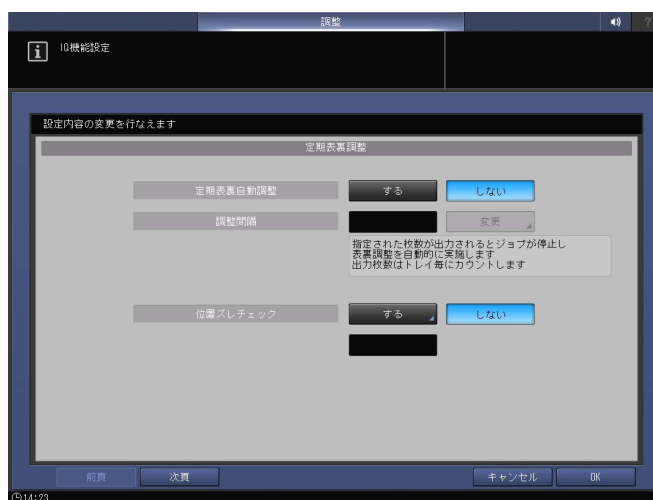 調整
?
i IQ機能設定
設定内容の変更を行なえます
定期表裏調整
定期表裏自動調整 する しない
調整間隔 変更
指定された枚数が出力されるとジョブが停止し
表裏調整を自動的に実施します
出力枚数はトレイ毎にカウントします
位置ズレチェック する しない
前頁 次頁 キャンセル OK
14:23